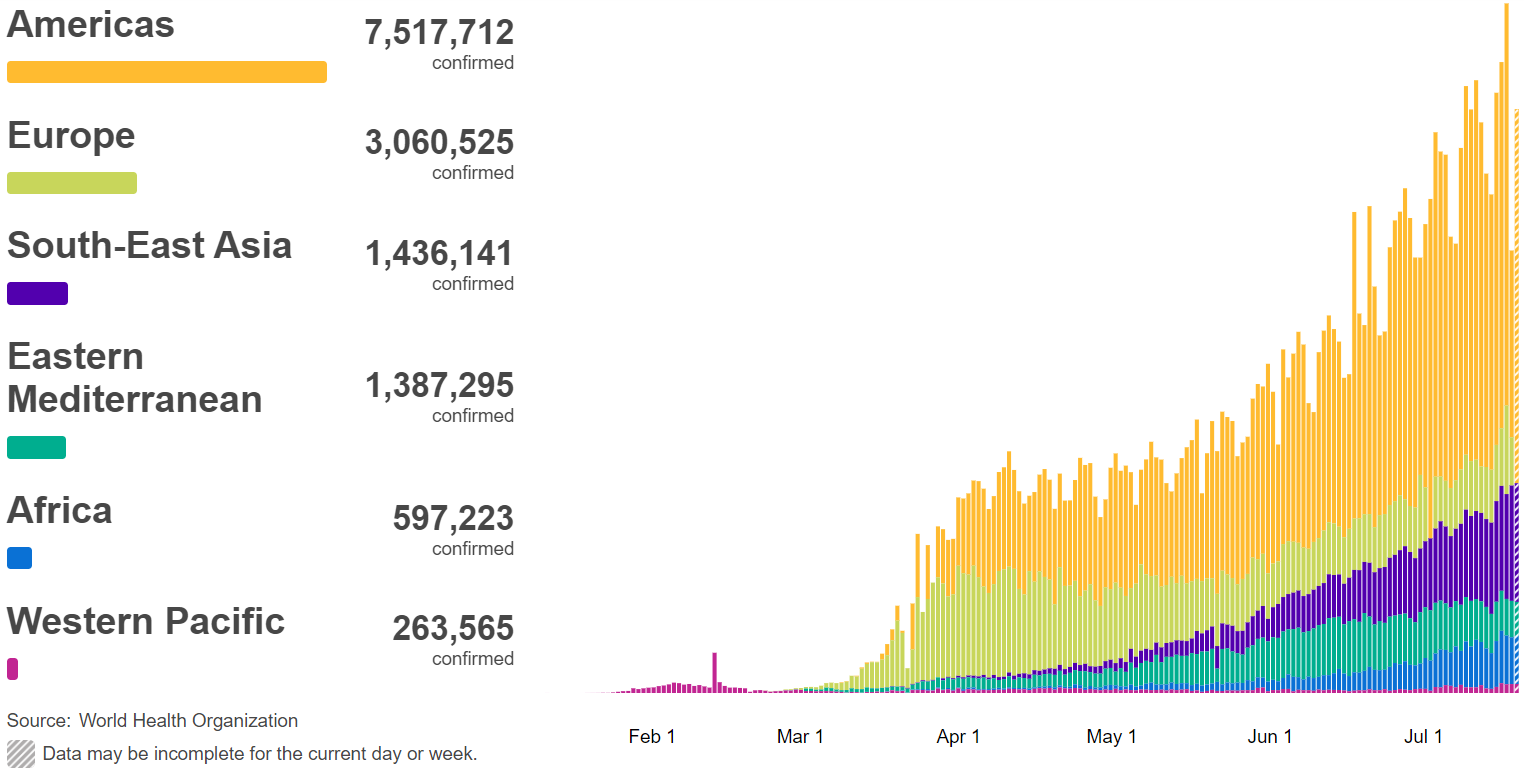 Americas
7,517,712
confirmed
Europe
3,060,525
confirmed
South-East Asia
1,436,141
confirmed
Eastern
Mediterranean
1,387,295
confirmed
Africa
597,223
confirmed
Western Pacific
263,565
confirmed
Source: World Health Organization
Data may be incomplete for the current day or week.
Feb 1 Mar 1 Apr 1 May 1 Jun 1 Jul 1